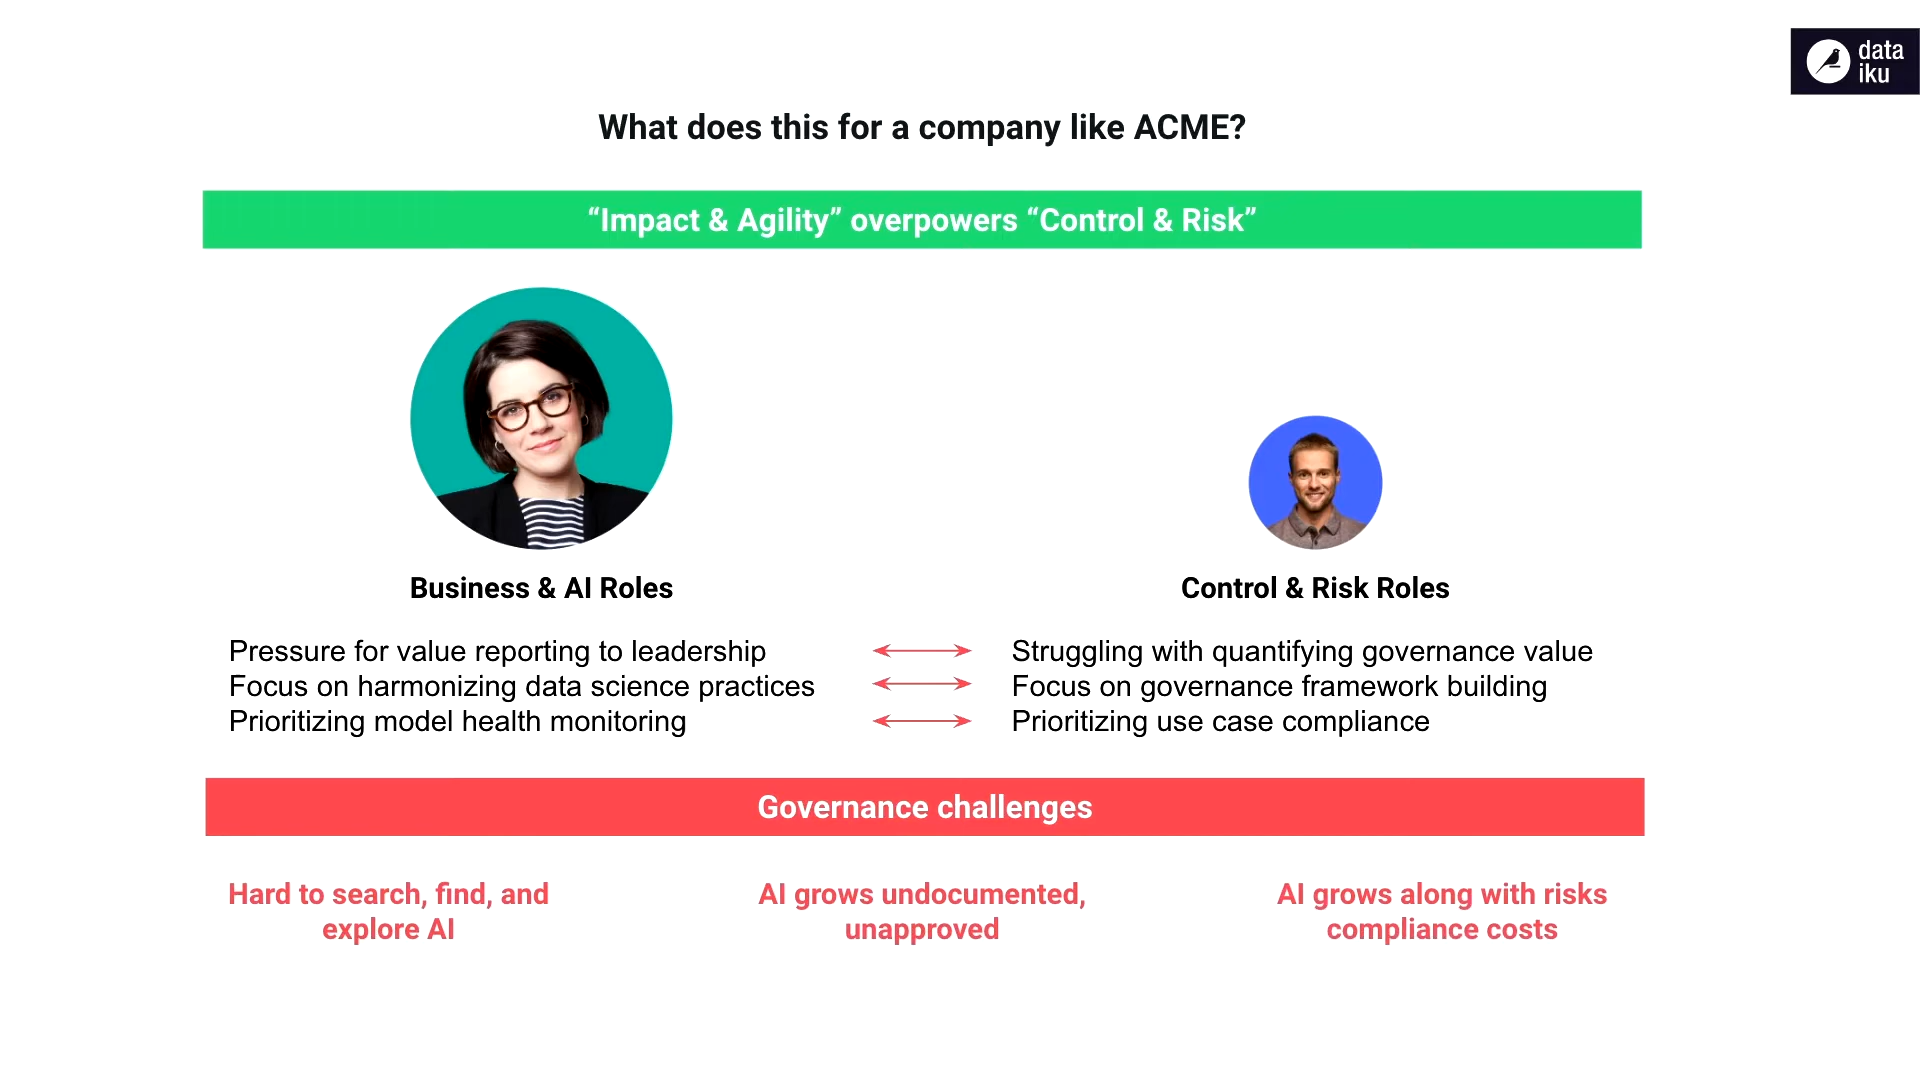 data
iku
What does this for a company like ACME?
“Impact & Agility” overpowers “Control & Risk”
Business & AI Roles
Control & Risk Roles
Pressure for value reporting to leadership
Focus on harmonizing data science practices
Prioritizing model health monitoring
Struggling with quantifying governance value
Focus on governance framework building
Prioritizing use case compliance
Governance challenges
Hard to search, find, and
explore AI
AI grows undocumented,
unapproved
AI grows along with risks
compliance costs